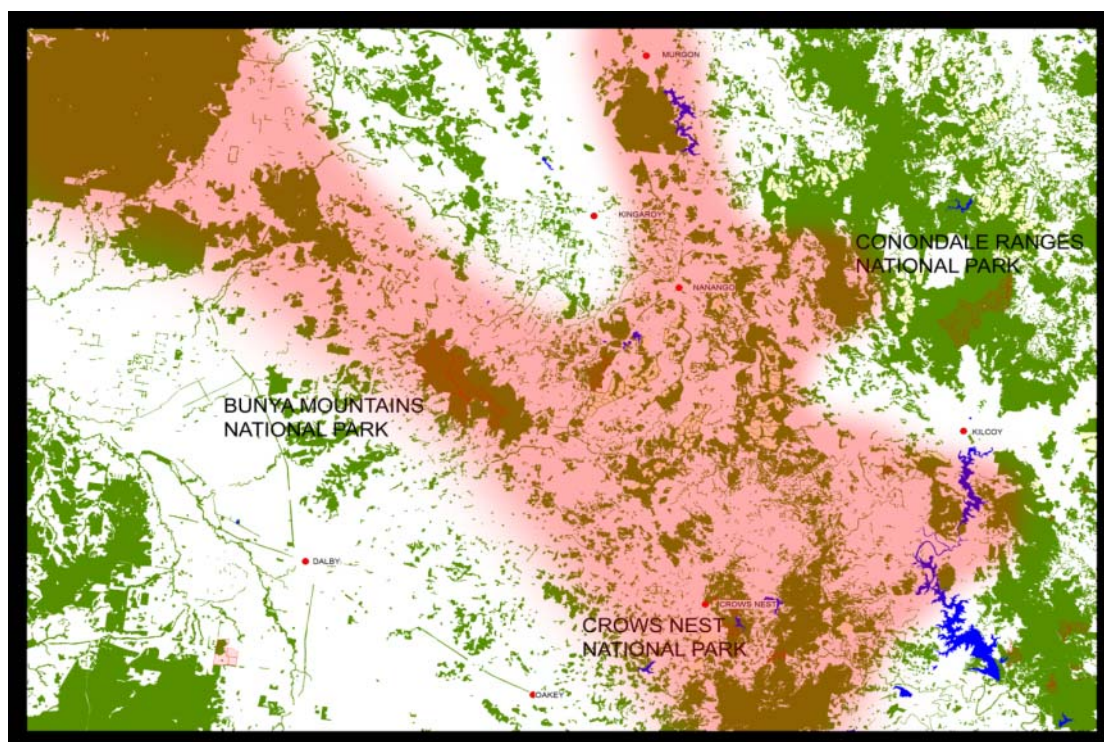 MURGON
KINGAROY
CONONDALE RANGES
NATIONAL PARK
NANANGO
BUNYA MOUNTAINS
NATIONAL PARK
KILCOY
DALBY
CROWS NEST
CROWS NEST
NATIONAL PARK
OAKEY